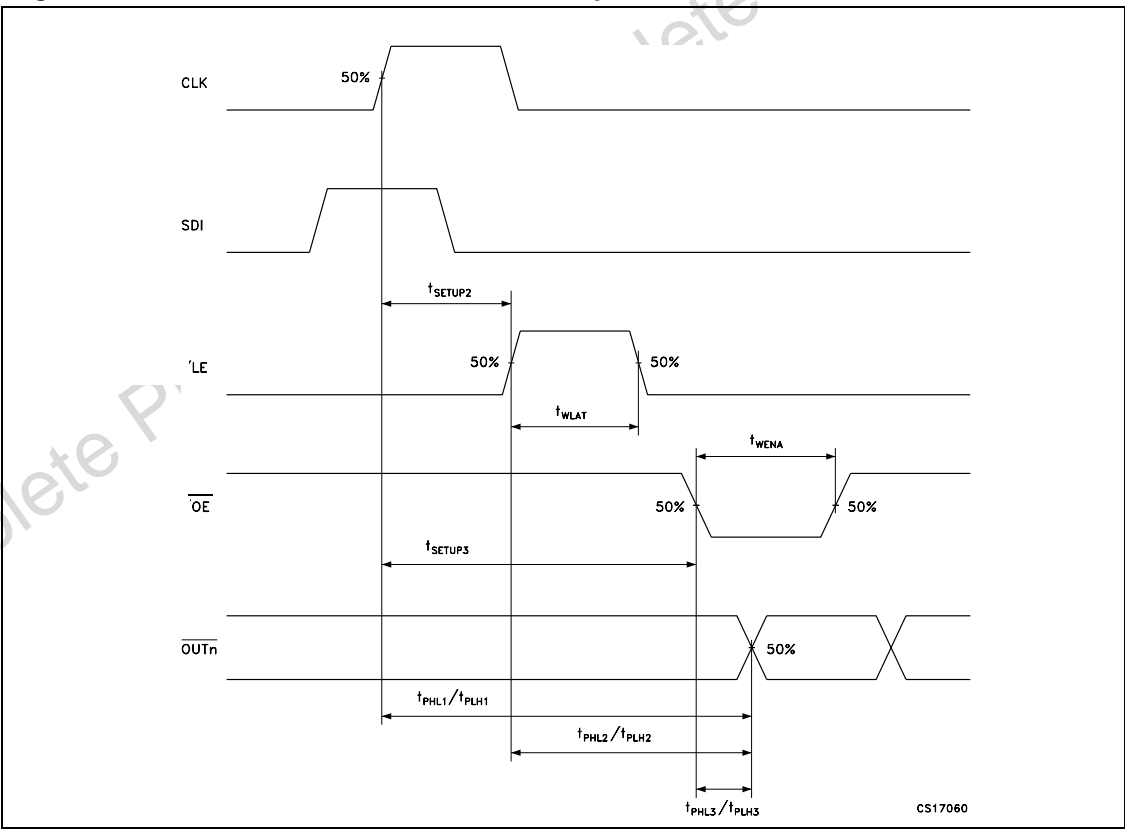 CLK
50%
SDI
tSETUP2
LE
50%
50%
tWLAT
tWENA
OE
50%
50%
tSETUP3
OUTn
50%
tPHL1/tPLH1
tPHL2/tPLH2
tPHL3/tPLH3
CS17060